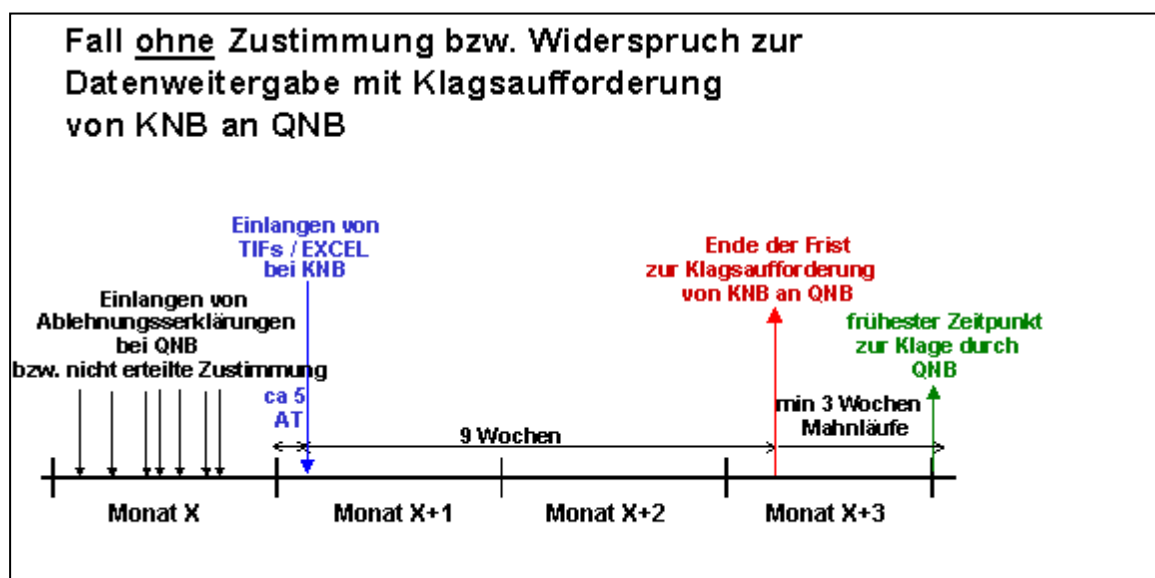 Fall ohne Zustimmung bzw. Widerspruch zur
Datenweitergabe mit Klagsaufforderung
von KNB an QNB
Einlangen von
TIFs / EXCEL
bei KNB
Ende der Frist
zur Klagsaufforderung
von KNB an QNB
Einlangen von
Ablehnungsserklärungen
bei QNB
bzw. nicht erteilte Zustimmung
frühester Zeitpunkt
zur Klage durch
QNB
ca 5
AT
9 Wochen
min 3 Wochen
Mahnläufe
Monat X
Monat X+1
Monat X+2
Monat X+3